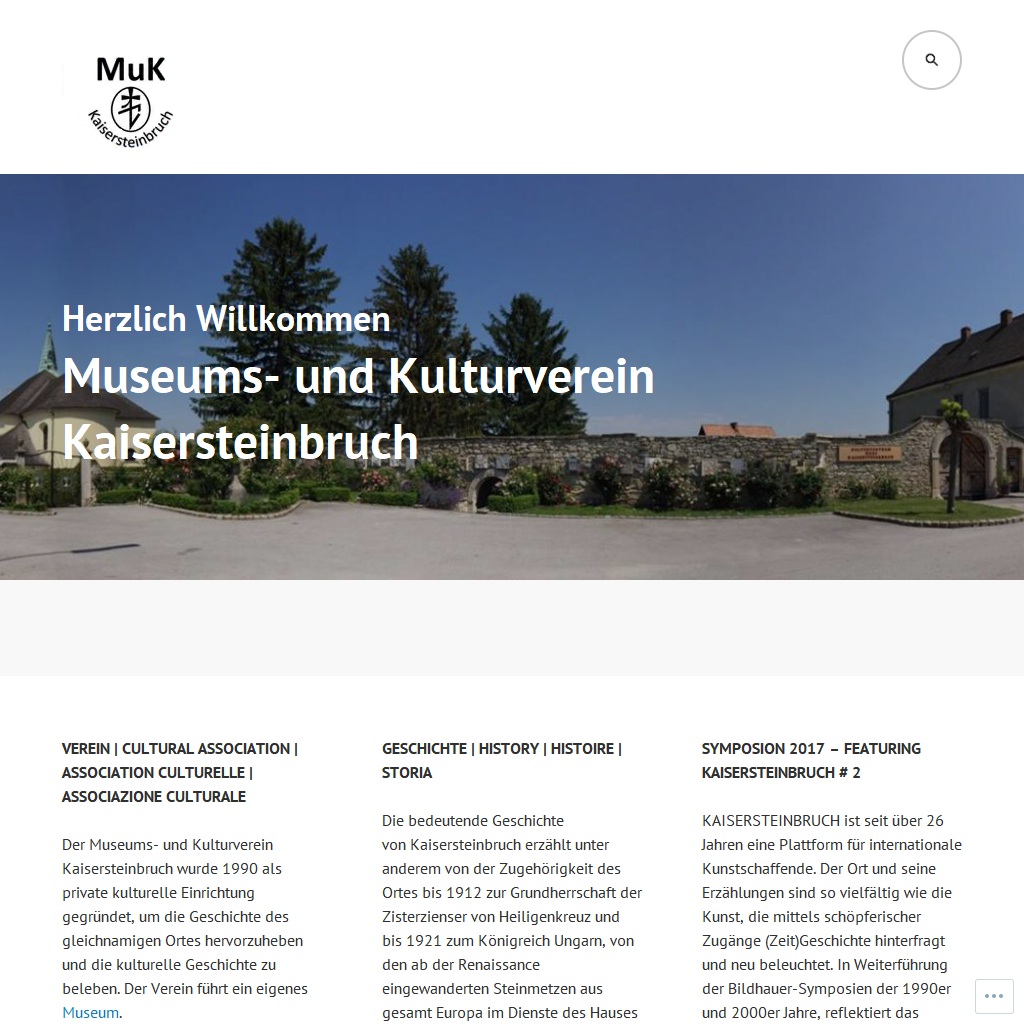 MuK
Kaisersteinbruch
Herzlich Willkommen
Museums- und Kulturverein
Kaisersteinbruch
VEREIN | CULTURAL ASSOCIATION |
ASSOCIATION CULTURELLE |
ASSOCIAZIONE CULTURALE
Der Museums- und Kulturverein
Kaisersteinbruch wurde 1990 als
private kulturelle Einrichtung
gegründet, um die Geschichte des
gleichnamigen Ortes hervorzuheben
und die kulturelle Geschichte zu
beleben. Der Verein führt ein eigenes
Museum.
GESCHICHTE | HISTORY | HISTOIRE |
STORIA
Die bedeutende Geschichte
von Kaisersteinbruch erzählt unter
anderem von der Zugehörigkeit des
Ortes bis 1912 zur Grundherrschaft der
Zisterzienser von Heiligenkreuz und
bis 1921 zum Königreich Ungarn, von
den ab der Renaissance
eingewanderten Steinmetzen aus
gesamt Europa im Dienste des Hauses
SYMPOSION 2017 – FEATURING
KAISERSTEINBRUCH # 2
KAISERSTEINBRUCH ist seit über 26
Jahren eine Plattform für internationale
Kunstschaffende. Der Ort und seine
Erzählungen sind so vielfältig wie die
Kunst, die mittels schöpferischer
Zugänge (Zeit)Geschichte hinterfragt
und neu beleuchtet. In Weiterführung
der Bildhauer-Symposien der 1990er
und 2000er Jahre, reflektiert das